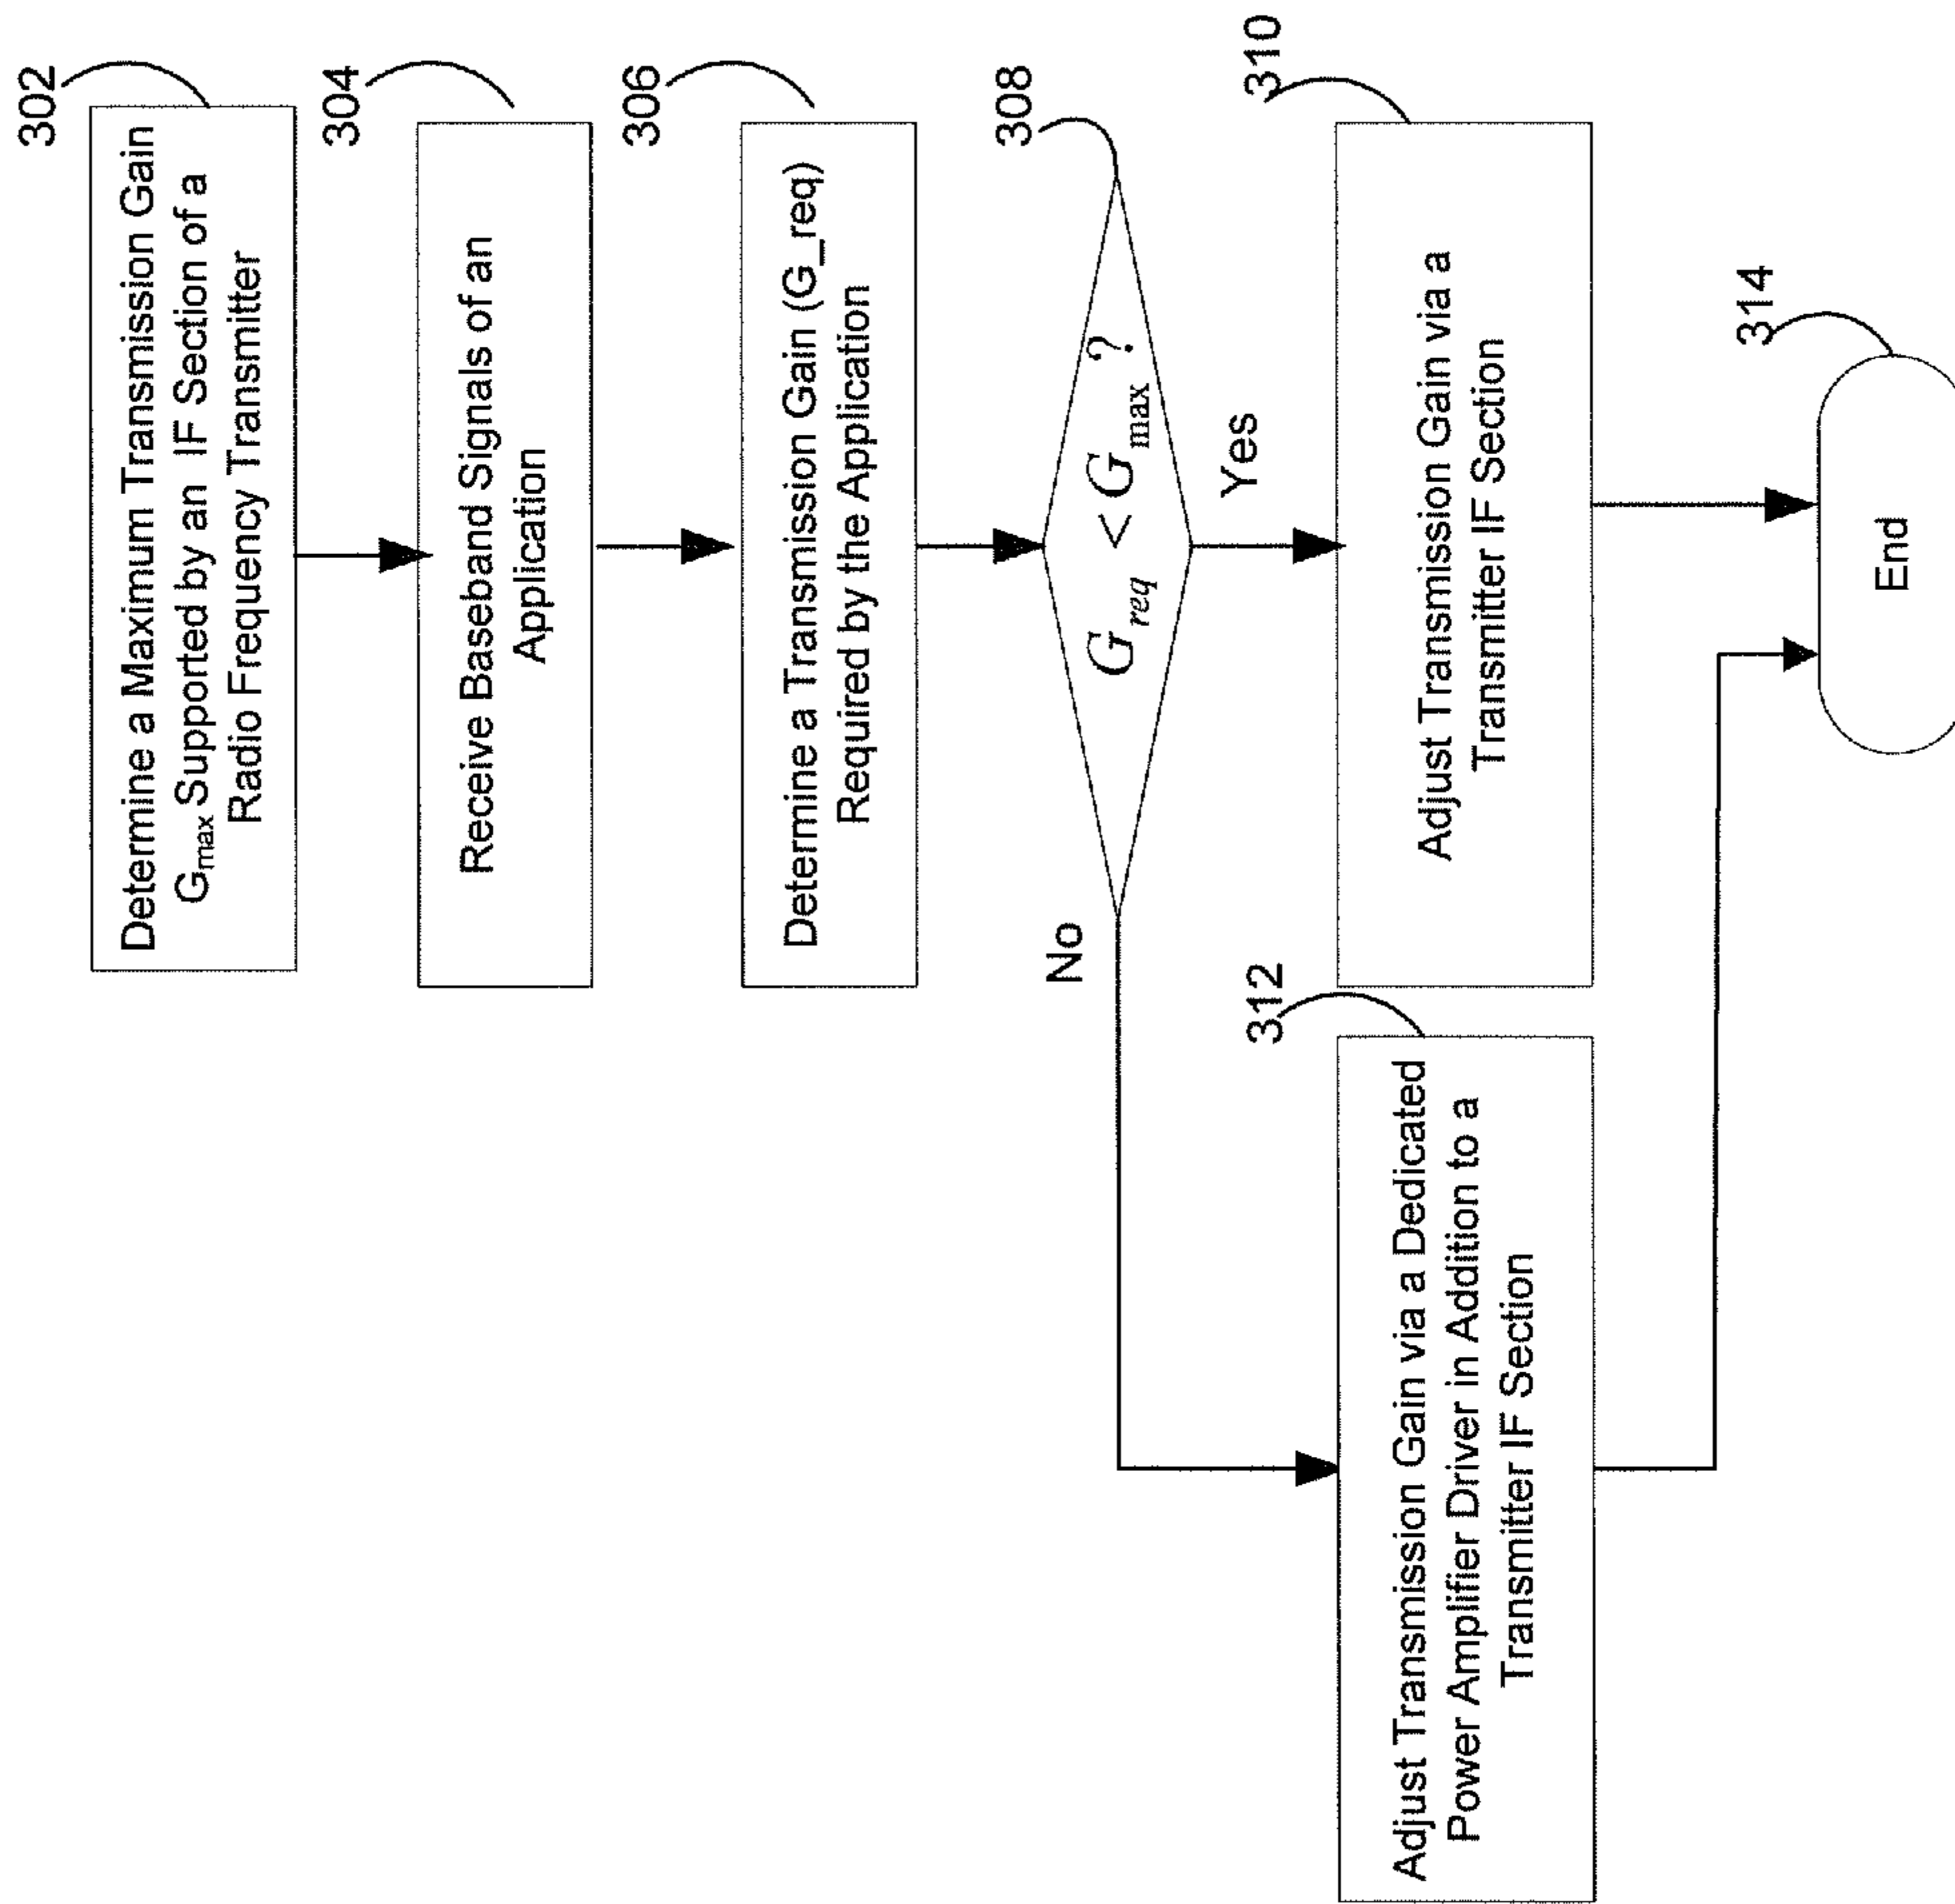 302
Determine a Maximum Transmission Gain
Gmax Supported by an IF Section of a
Radio Frequency Transmitter
304
Receive Baseband Signals of an
Application
306
Determine a Transmission Gain (G_req)
Required by the Application
308
Greq < Gmax ?
No
Yes
310
Adjust Transmission Gain via a
Transmitter IF Section
312
Adjust Transmission Gain via a Dedicated
Power Amplifier Driver in Addition to a
Transmitter IF Section
314
End